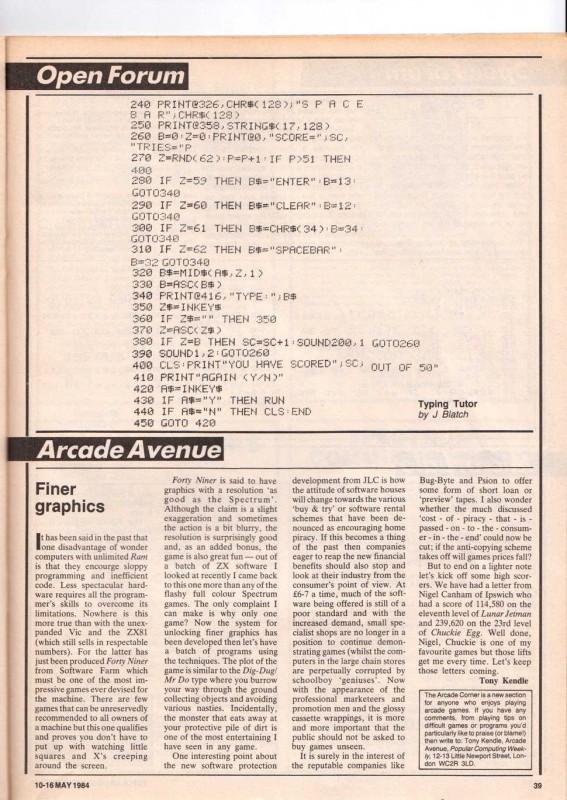 Open Forum
240 PRINT@326,CHR$(128);"S P A C E
B A R";CHR$(128)
250 PRINT@358,STRING$(17,128)
260 B=0:Z=0:PRINT@0,"SCORE=";SC,
"TRIES="P
270 Z=RND(62):P=P+1:IF P>51 THEN
400
280 IF Z=59 THEN B$="ENTER":B=13:
GOTO340
290 IF Z=60 THEN B$="CLEAR":B=12:
GOTO340
300 IF Z=61 THEN B$=CHR$(34):B=34:
GOTO340
310 IF Z=62 THEN B$="SPACEBAR":
B=32 GOTO340
320 B$=MID$(A$,Z,1)
330 B=ASC(B$)
340 PRINT@416,"TYPE:";B$
350 Z$=INKEY$
360 IF Z$="" THEN 350
370 Z=ASC(Z$)
380 IF Z=B THEN SC=SC+1:SOUND200,1 GOTO260
390 SOUND1,2:GOTO260
400 CLS:PRINT"YOU HAVE SCORED";SC; OUT OF 50"
410 PRINT"AGAIN (Y/N)"
420 A$=INKEY$
430 IF A$="Y" THEN RUN
440 IF A$="N" THEN CLS:END
450 GOTO 420
Typing Tutor
by J Blatch
Arcade Avenue
Finer
graphics
It has been said in the past that
one disadvantage of wonder
computers with unlimited Ram
is that they encourge sloppy
programming and inefficient
code. Less spectacular hard-
ware requires all the program-
mer's skills to overcome its
limitations. Nowhere is this
more true than with the unex-
panded Vic and the ZX81
(which still sells in respectable
numbers). For the latter has
just been produced Forty Niner
from Software Farm which
must be one of the most im-
pressive games ever devised for
the machine. There are few
games that can be unreservedly
recommended to all owners of
a machine but this one qualifies
and proves you don't have to
put up with watching little
squares and X's creeping
around the screen.
Forty Niner is said to have
graphics with a resolution 'as
good as the Spectrum'.
Although the claim is a slight
exaggeration and sometimes
the action is a bit blurry, the
resolution is surprisingly good
and, as an added bonus, the
game is also great fun — out of
a batch of ZX software I
looked at recently I came back
to this one more than any of the
flashy full colour Spectrum
games. The only complaint I
can make is why only one
game? Now the system for
unlocking finer graphics has
been developed then let's have
a batch of programs using
the techniques. The plot of the
game is similar to the Dig-Dug/
Mr Do type where you burrow
your way through the ground
collecting objects and avoiding
various nasties. Incidentally,
the monster that eats away at
your protective pile of dirt is
one of the most entertaining I
have seen in any game.
One interesting point about
the new software protection
development from JLC is how
the attitude of software houses
will change towards the various
'buy & try' or software rental
schemes that have been de-
nounced as encouraging home
piracy. If this becomes a thing
of the past then companies
eager to reap the new financial
benefits should also stop and
look at their industry from the
consumer's point of view. At
£6-7 a time, much of the soft-
ware being offered is still of a
poor standard and with the
increased demand, small spe-
cialist shops are no longer in a
position to continue demon-
strating games (whilst the com-
puters in the large chain stores
are perpetually corrupted by
schoolboy 'geniuses'. Now
with the appearance of the
professional marketeers and
promotion men and the glossy
cassette wrappings, it is more
and more important that the
public should not be asked to
buy games unseen.
It is surely in the interest of
the reputable companies like
Bug-Byte and Psion to offer
some form of short loan or
'preview' tapes. I also wonder
whether the much discussed
'cost - of - piracy - that - is -
passed - on - to - the - consum-
er - in - the - end' could now be
cut; if the anti-copying scheme
takes off will games prices fall?
But to end on a lighter note
let's kick off some high scor-
ers. We have had a letter from
Nigel Canham of Ipswich who
had a score of 114,580 on the
eleventh level of Lunar Jetman
and 239,620 on the 23rd level
of Chuckie Egg. Well done,
Nigel, Chuckie is one of my
favourite games but those lifts
get me every time. Let's keep
those letters coming.
Tony Kendle
The Arcade Corner is a new section
for anyone who enjoys playing
arcade games. If you have any
comments, from playing tips on
difficult games or programs you'd
particularly like to praise (or blame!)
then write to: Tony Kendle, Arcade
Avenue, Popular Computing Week-
ly, 12-13 Little Newport Street, Lon-
don WC2R 3LD.
10-16 MAY 1984
39